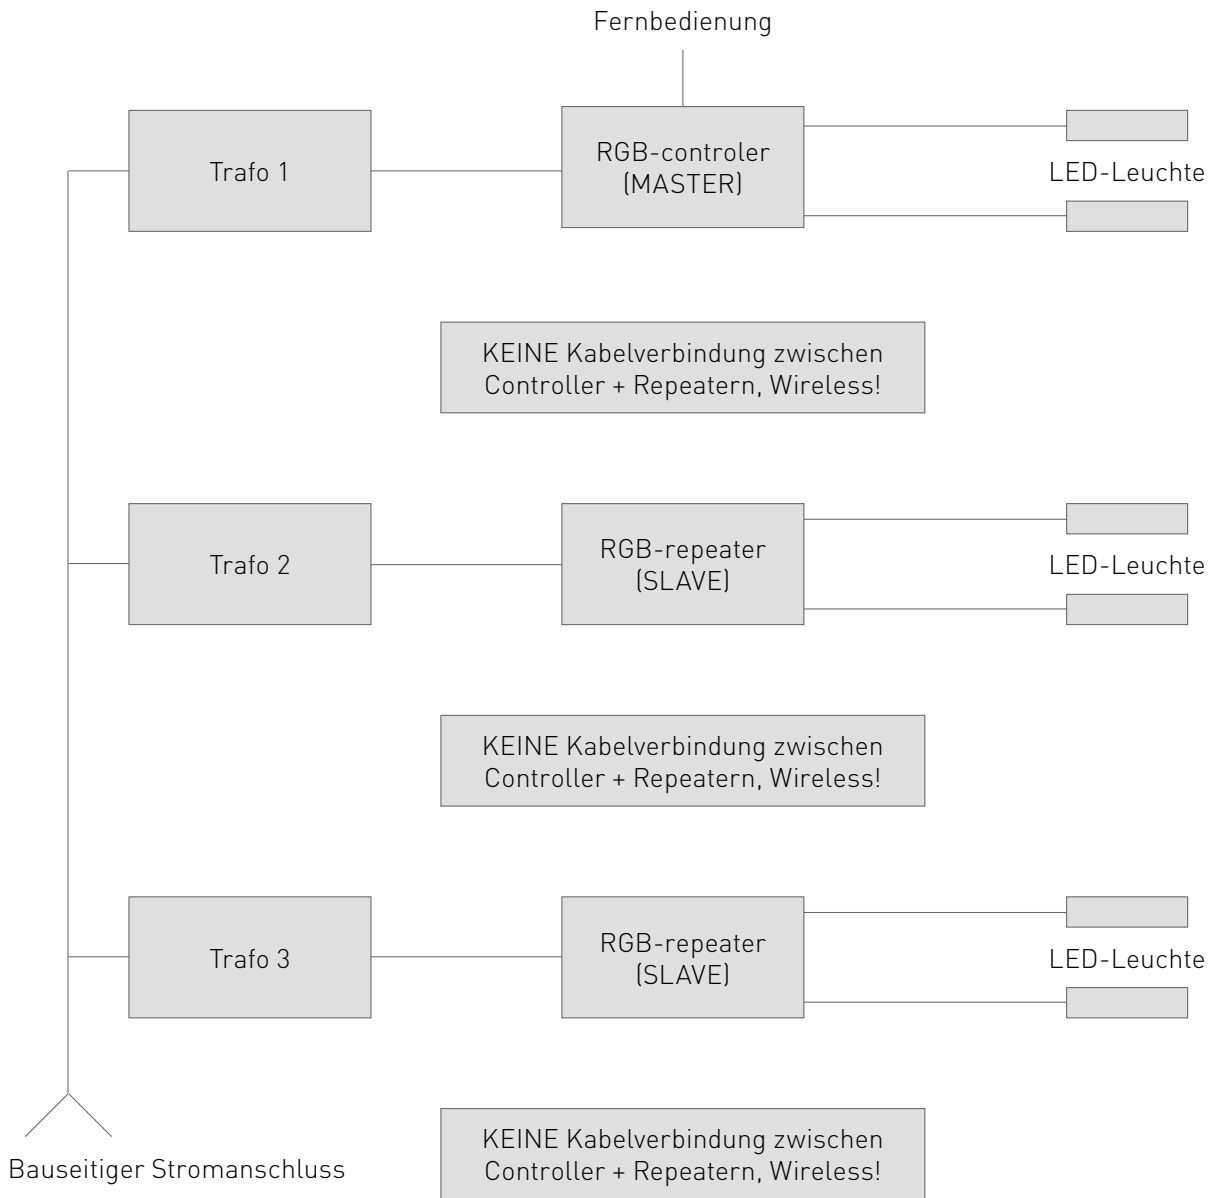 Fernbedienung
Trafo 1
RGB-controler
(MASTER)
LED-Leuchte
KEINE Kabelverbindung zwischen
Controller + Repeatern, Wireless!
Trafo 2
RGB-repeater
(SLAVE)
LED-Leuchte
KEINE Kabelverbindung zwischen
Controller + Repeatern, Wireless!
Trafo 3
RGB-repeater
(SLAVE)
LED-Leuchte
KEINE Kabelverbindung zwischen
Controller + Repeatern, Wireless!
Bauseitiger Stromanschluss